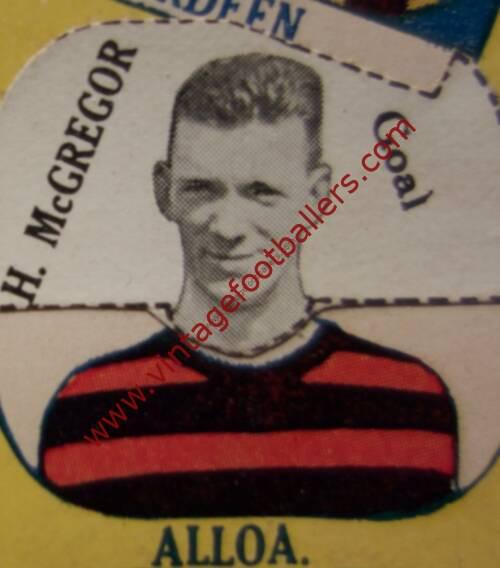 RDEEN
H. McGREGOR
Goal
www.vintagefootballers.com
ALLOA.